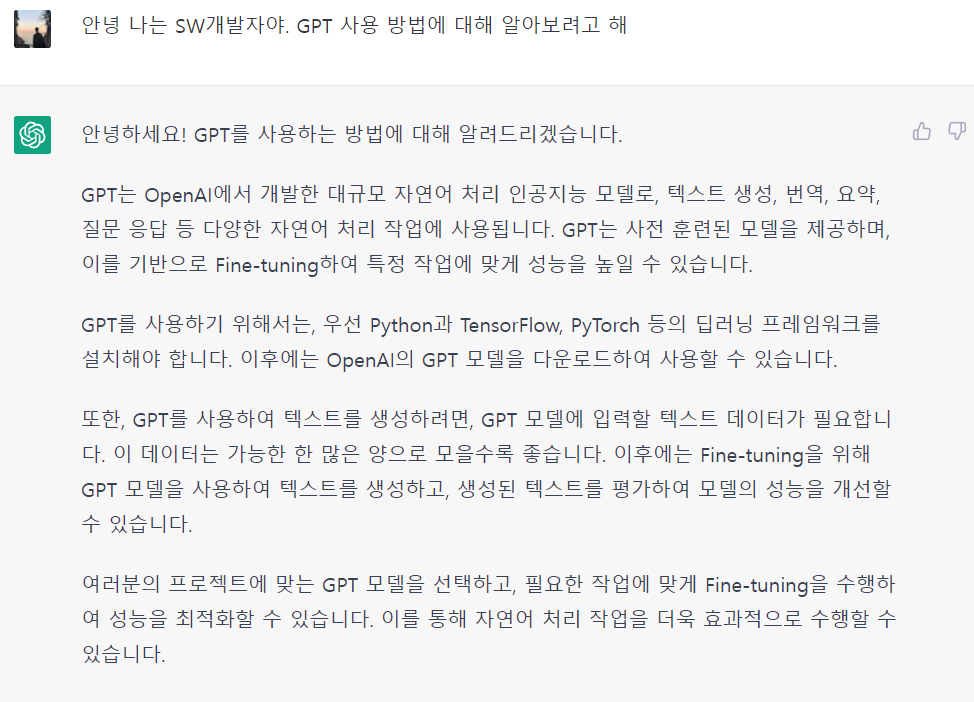 안녕 나는 SW개발자야. GPT 사용 방법에 대해 알아보려고 해
안녕하세요! GPT를 사용하는 방법에 대해 알려드리겠습니다.
GPT는 OpenAI에서 개발한 대규모 자연어 처리 인공지능 모델로, 텍스트 생성, 번역, 요약,
질문 응답 등 다양한 자연어 처리 작업에 사용됩니다. GPT는 사전 훈련된 모델을 제공하며,
이를 기반으로 Fine-tuning하여 특정 작업에 맞게 성능을 높일 수 있습니다.
GPT를 사용하기 위해서는, 우선 Python과 TensorFlow, PyTorch 등의 딥러닝 프레임워크를
설치해야 합니다. 이후에는 OpenAI의 GPT 모델을 다운로드하여 사용할 수 있습니다.
또한, GPT를 사용하여 텍스트를 생성하려면, GPT 모델에 입력할 텍스트 데이터가 필요합니
다. 이 데이터는 가능한 한 많은 양으로 모을수록 좋습니다. 이후에는 Fine-tuning을 위해
GPT 모델을 사용하여 텍스트를 생성하고, 생성된 텍스트를 평가하여 모델의 성능을 개선할
수 있습니다.
여러분의 프로젝트에 맞는 GPT 모델을 선택하고, 필요한 작업에 맞게 Fine-tuning을 수행하
여 성능을 최적화할 수 있습니다. 이를 통해 자연어 처리 작업을 더욱 효과적으로 수행할 수
있습니다.